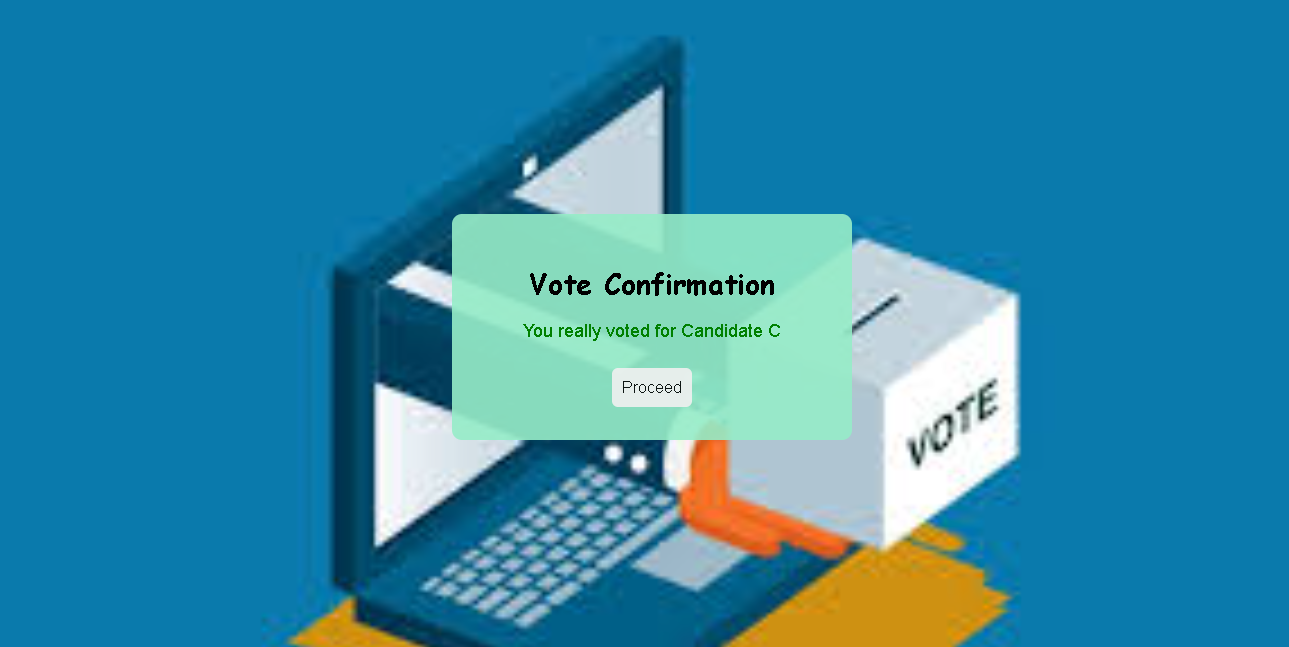 Vote Confirmation
You really voted for Candidate C
Proceed
VOTE